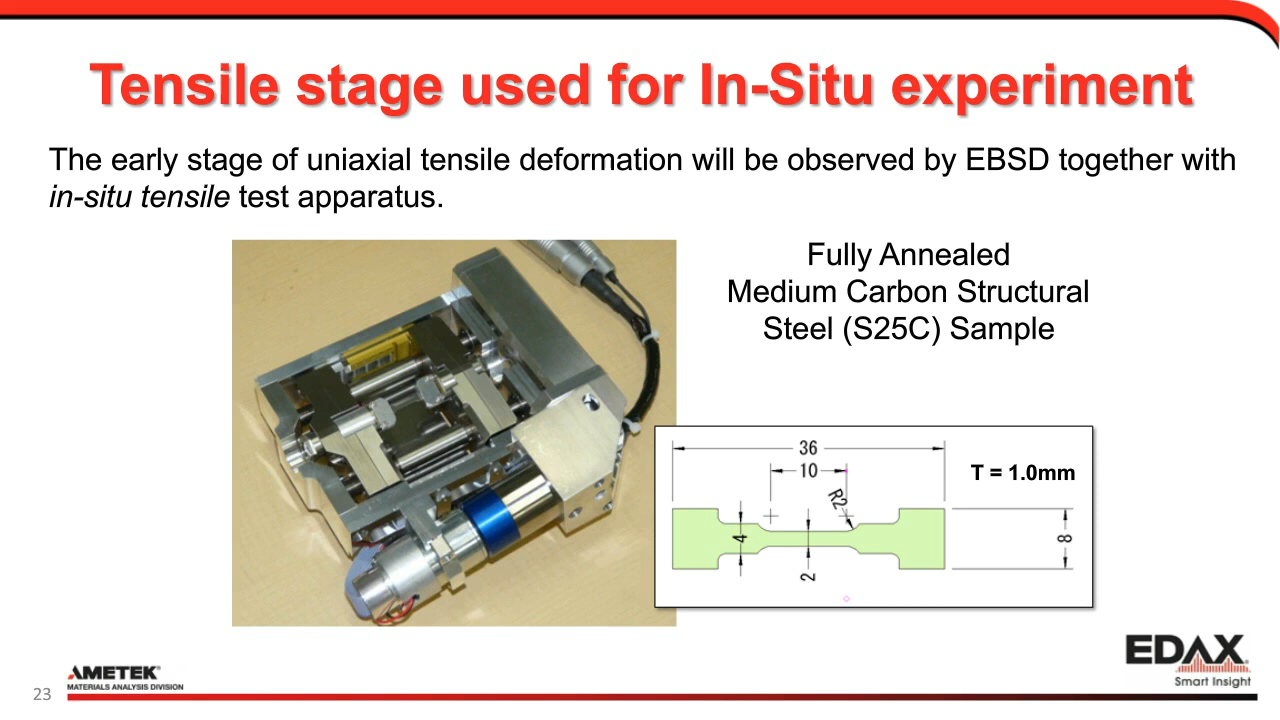 Tensile stage used for In-Situ experiment
The early stage of uniaxial tensile deformation will be observed by EBSD together with
in-situ tensile test apparatus.
Fully Annealed
Medium Carbon Structural
Steel (S25C) Sample
36
10
T = 1.0mm
R2
4
8
2
EDAX
Smart Insight
AMETEK®
MATERIALS ANALYSIS DIVISION
23